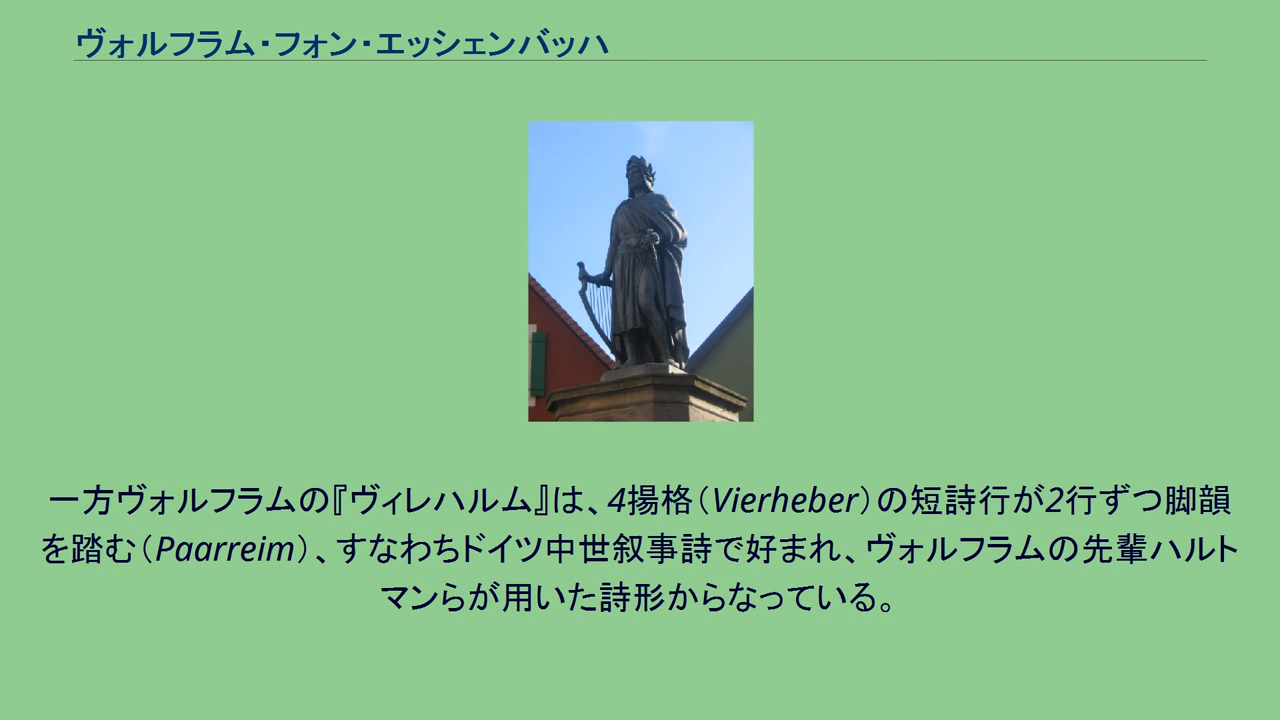 ヴォルフラム・フォン・エッシェンバッハ
一方ヴォルフラムの『ヴィレハルム』は、4揚格（Vierheber）の短詩行が2行ずつ脚韻
を踏む（Paarreim）、すなわちドイツ中世叙事詩で好まれ、ヴォルフラムの先輩ハルト
マンらが用いた詩形からなっている。